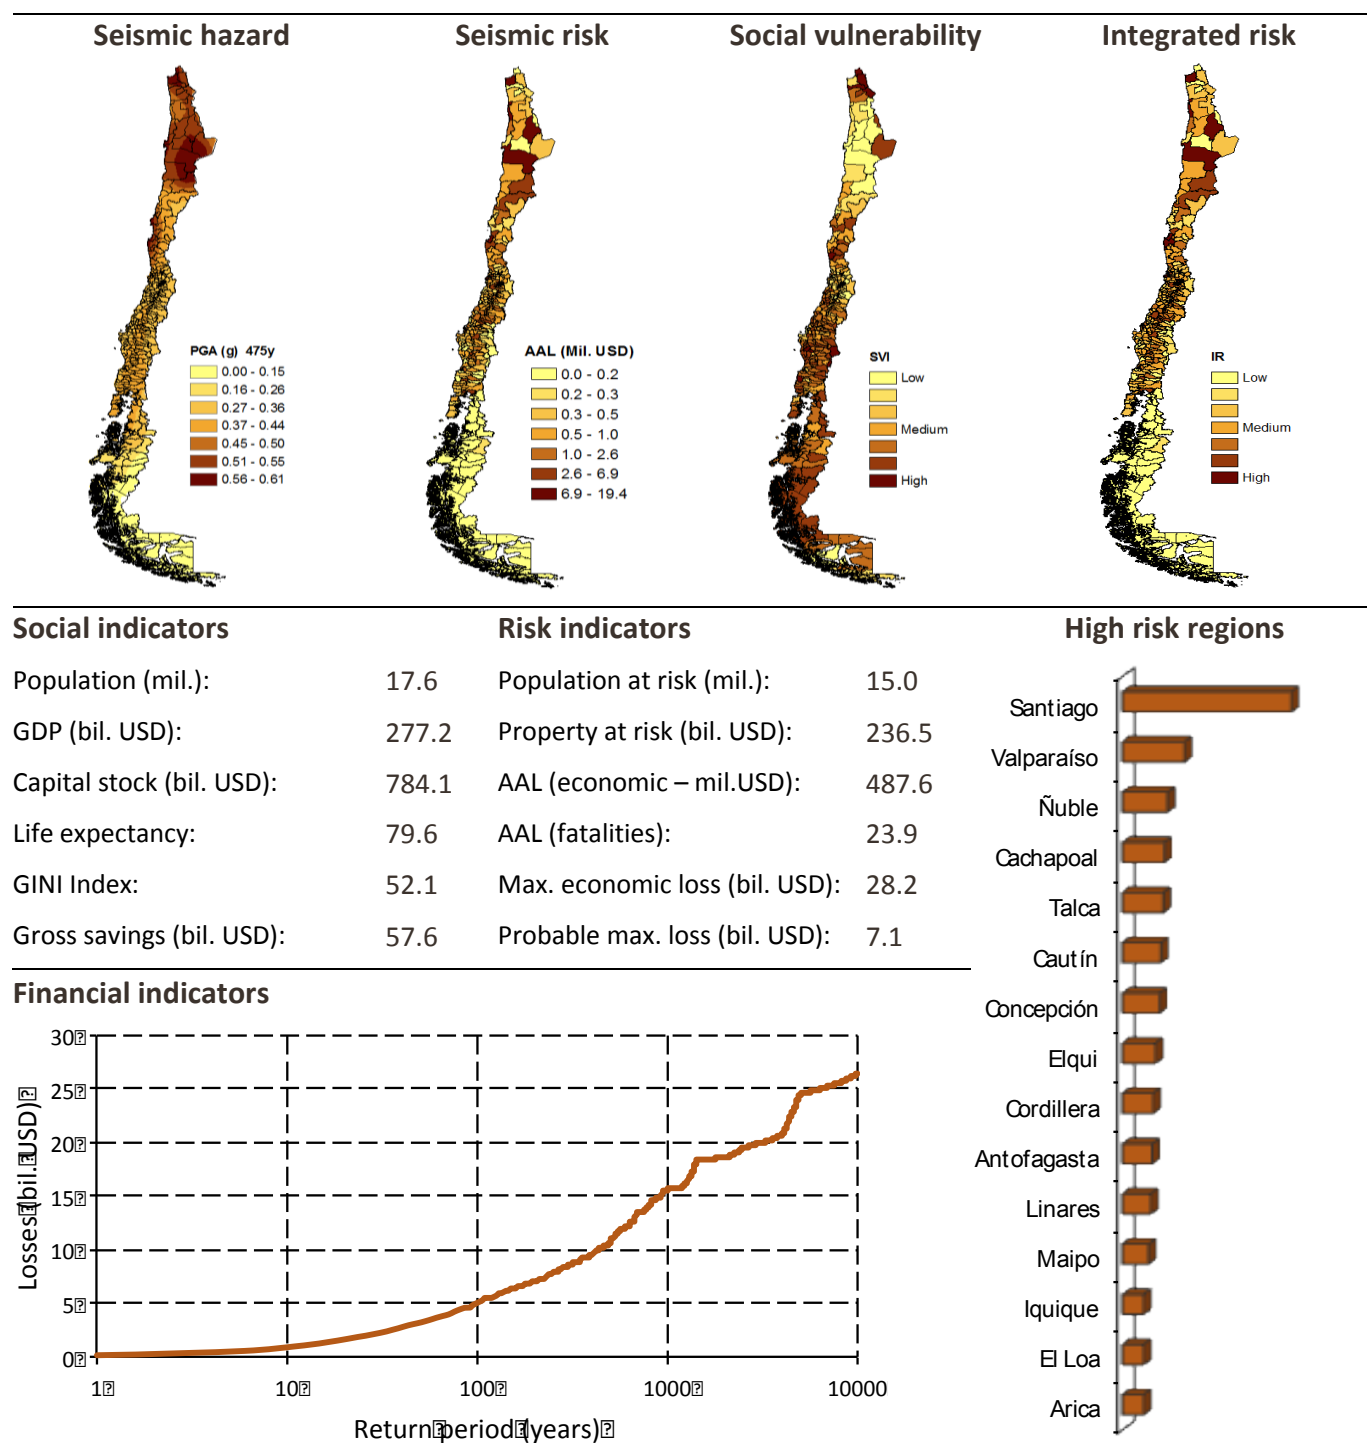 Seismic hazard
Seismic risk
Social vulnerability
Integrated risk
PGA (g) 475y
0.00 - 0.15
0.16 - 0.26
0.27 - 0.36
0.37 - 0.44
0.45 - 0.50
0.51 - 0.55
0.56 - 0.61
AAL (Mil. USD)
0.0 - 0.2
0.2 - 0.3
0.3 - 0.5
0.5 - 1.0
1.0 - 2.6
2.6 - 6.9
6.9 - 19.4
SVI
Low
Medium
High
IR
Low
Medium
High
Social indicators
Population (mil.): 17.6
GDP (bil. USD): 277.2
Capital stock (bil. USD): 784.1
Life expectancy: 79.6
GINI Index: 52.1
Gross savings (bil. USD): 57.6
Risk indicators
Population at risk (mil.): 15.0
Property at risk (bil. USD): 236.5
AAL (economic – mil.USD): 487.6
AAL (fatalities): 23.9
Max. economic loss (bil. USD): 28.2
Probable max. loss (bil. USD): 7.1
High risk regions
Santiago
Valparaíso
Ñuble
Cachapoal
Talca
Cautín
Concepción
Elqui
Cordillera
Antofagasta
Linares
Maipo
Iquique
El Loa
Arica
Financial indicators
Losses (bil. USD)
30
25
20
15
10
5
0
1 10 100 1000 10000
Return period (years)